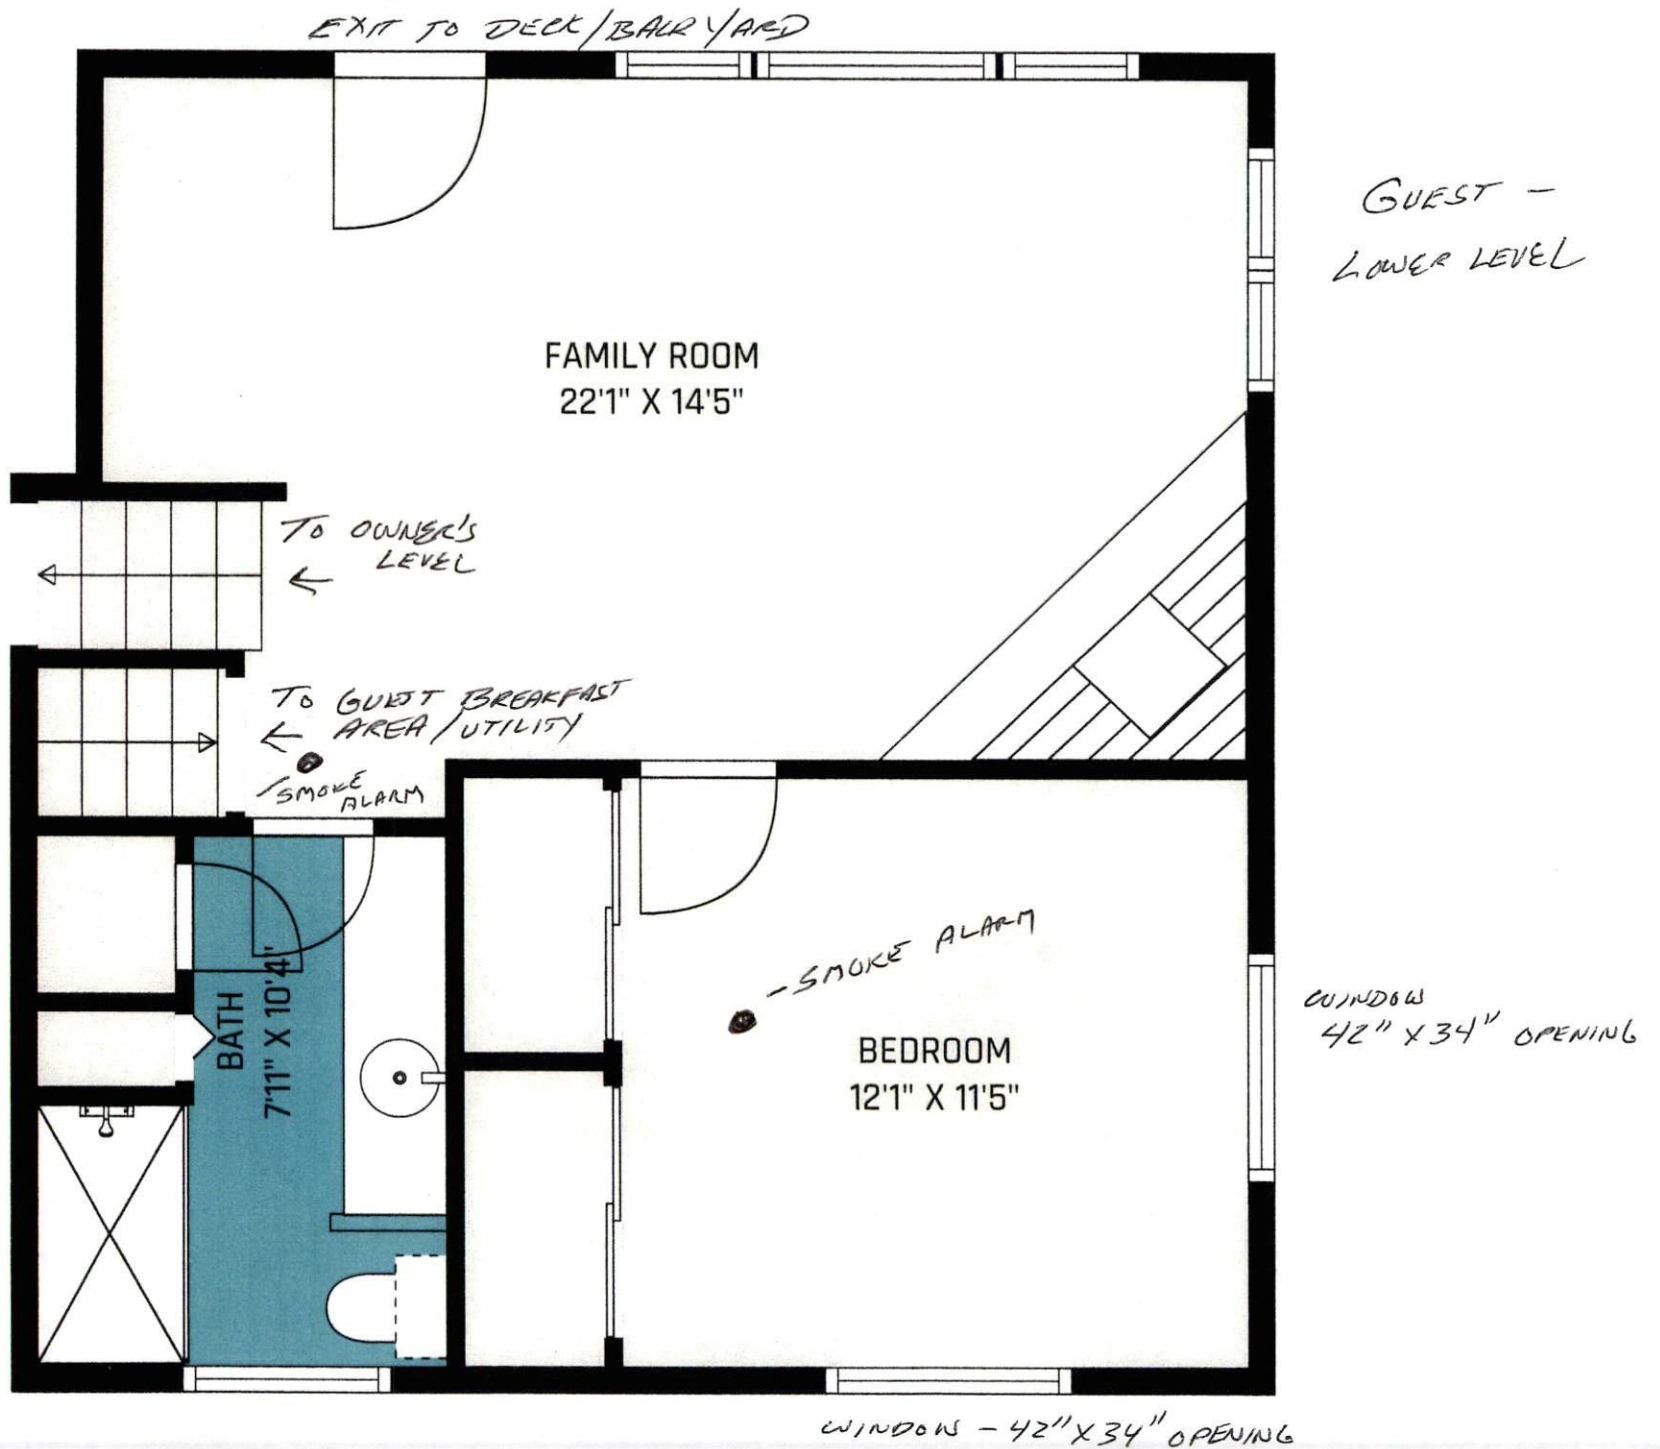 EXIT TO DECK/BACKYARD
GUEST -
LOWER LEVEL
FAMILY ROOM
22'1" X 14'5"
TO OWNER'S
LEVEL
←
TO GUEST BREAKFAST
← AREA/UTILITY
SMOKE
ALARM
- SMOKE ALARM
BATH
7'11" X 10'4"
BEDROOM
12'1" X 11'5"
WINDOW
42" X 34" OPENING
WINDOW - 42" X 34" OPENING